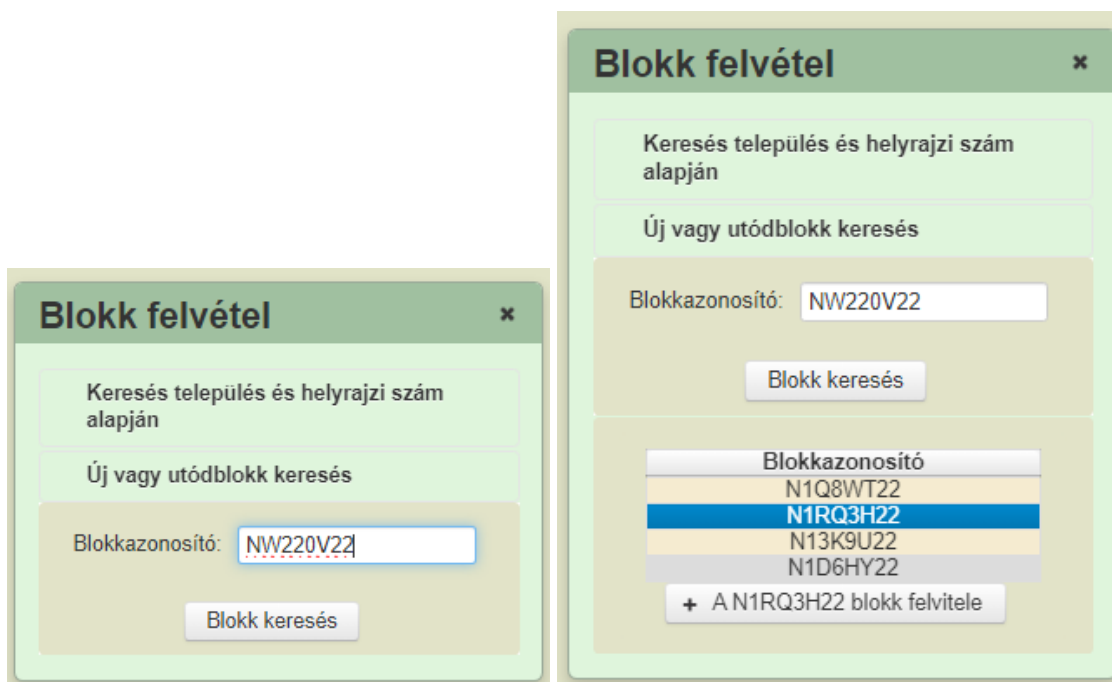 Blokk felvétel
Keresés település és helyrajzi szám
alapján
Új vagy utódblokk keresés
Blokkazonosító: NW220V22
Blokk keresés
Blokk felvétel
Keresés település és helyrajzi szám
alapján
Új vagy utódblokk keresés
Blokkazonosító: NW220V22
Blokk keresés
Blokkazonosító
N1Q8WT22
N1RQ3H22
N13K9U22
N1D6HY22
+ A N1RQ3H22 blokk felvitele